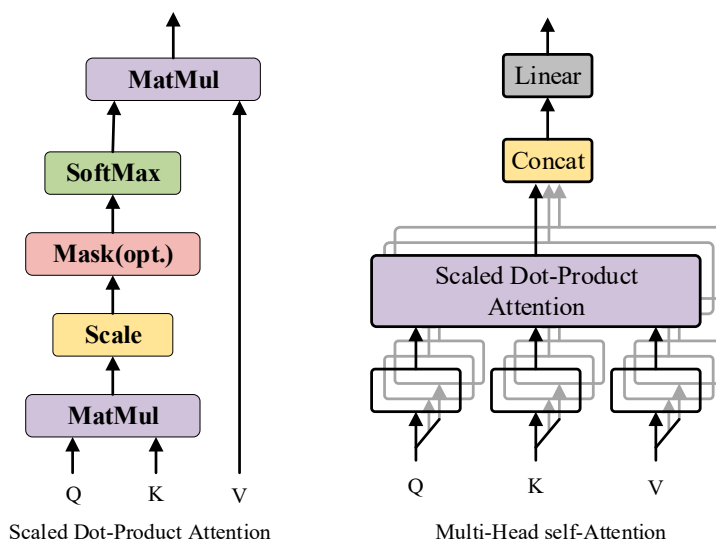 MatMul
SoftMax
Mask(opt.)
Scale
MatMul
Q K V
Scaled Dot-Product Attention
Linear
Concat
Scaled Dot-Product
Attention
Q K V
Multi-Head self-Attention